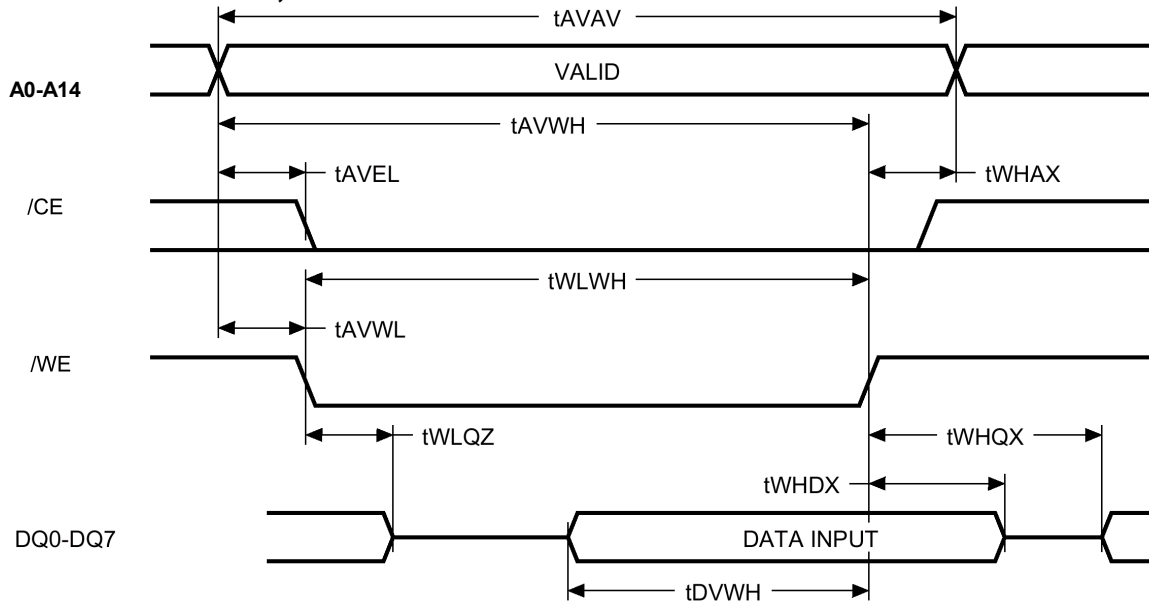 tAVAV
A0-A14
VALID
tAVWH
tAVEL
tWHAX
/CE
tWLWH
tAVWL
/WE
tWLQZ
tWHQX
tWHDX
DQ0-DQ7
DATA INPUT
tDVWH